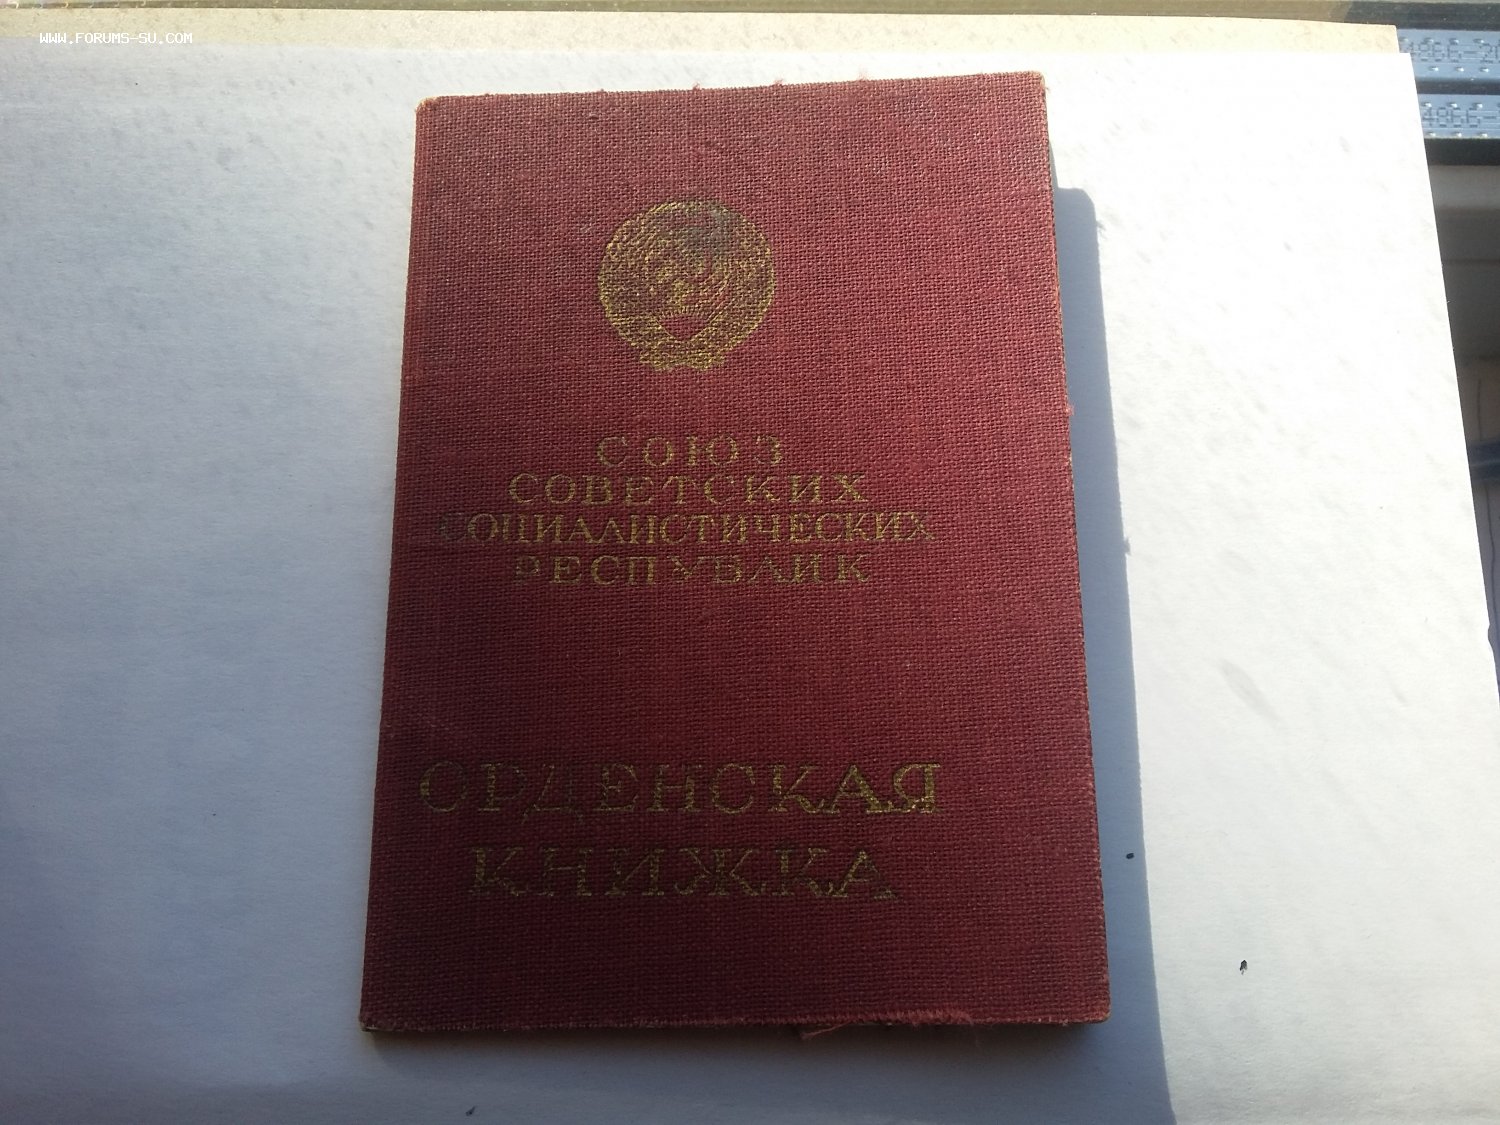 WWW.FORUMS-SU.COM
СОЮЗ
СОВЕТСКИХ
СОЦИАЛИСТИЧЕСКИХ
РЕСПУБЛИК
ОРДЕНСКАЯ
КНИЖКА